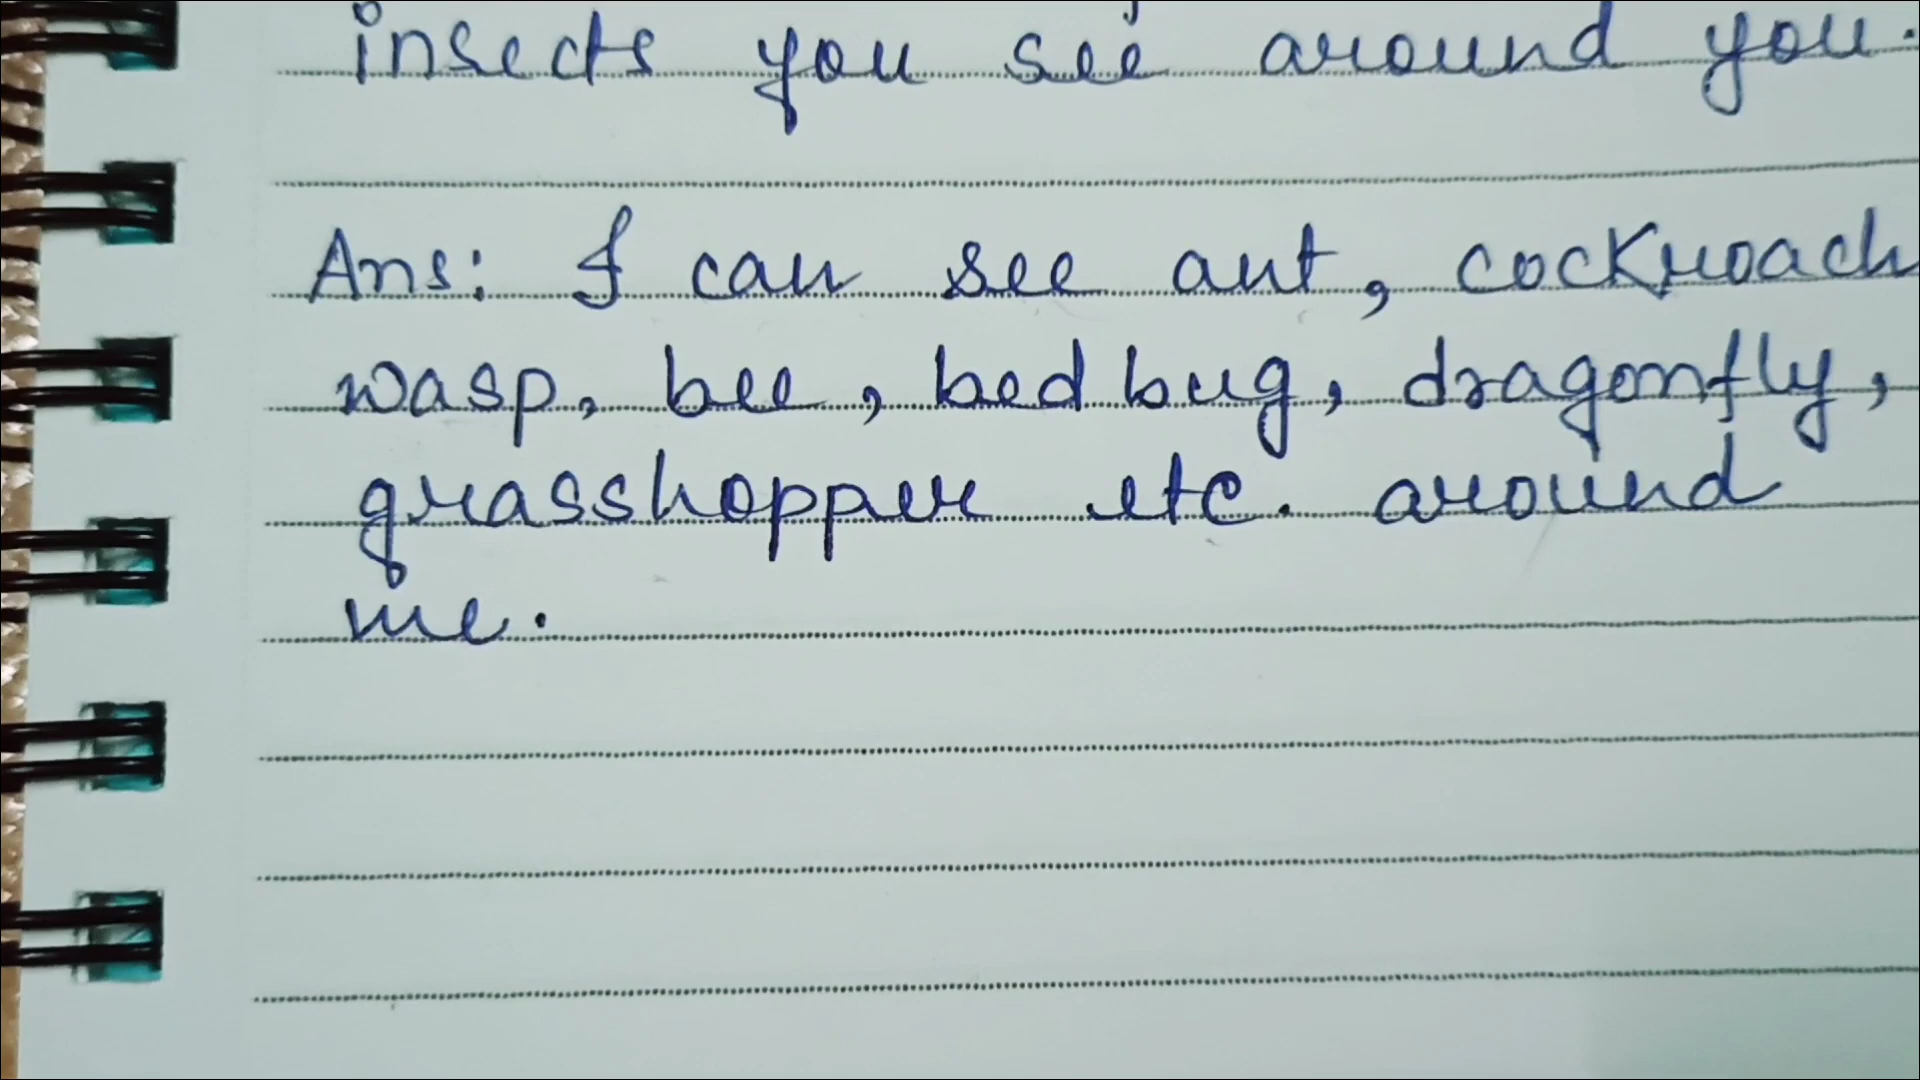 insects you see around you.
Ans: I can see ant, cockroach
wasp, bee, bed bug, dragonfly,
grasshopper etc. around
me.